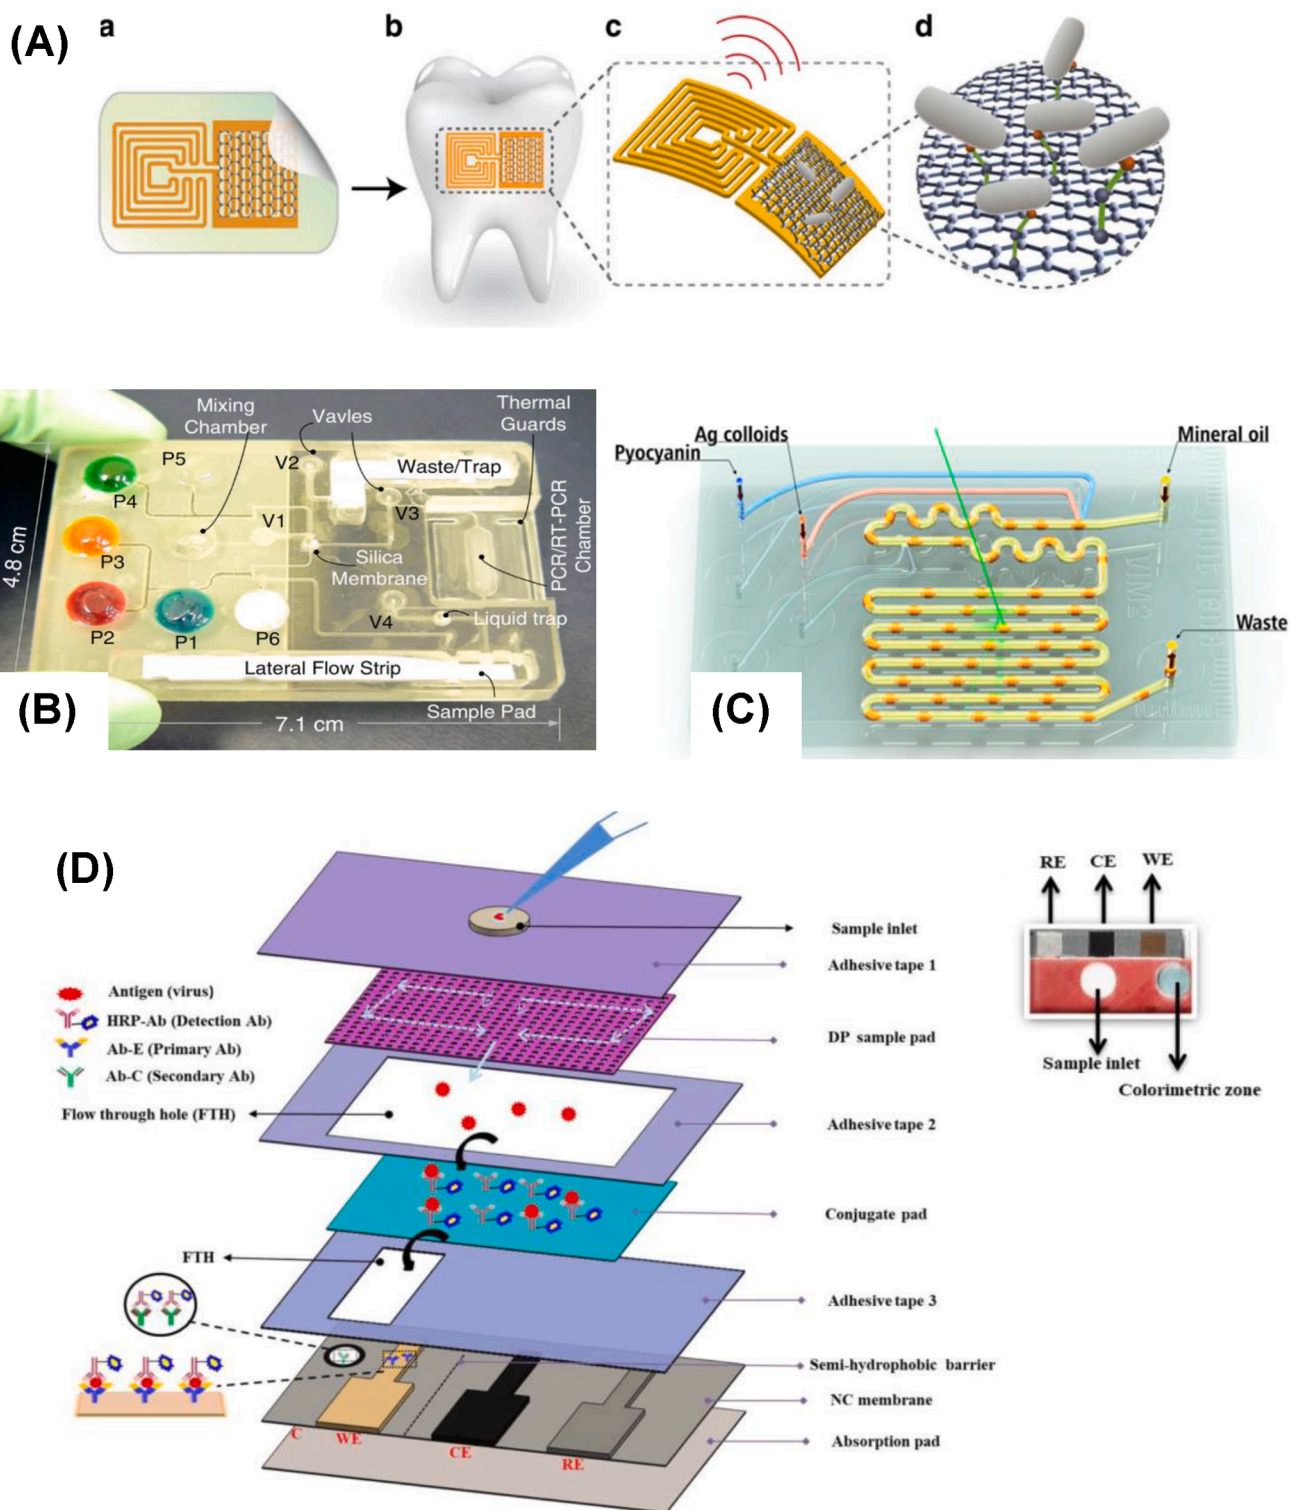 (A)
a
b
c
d
Mixing
Chamber
Vavles
Thermal
Guards
P5
V2
Waste/Trap
P4
V1
V3
P3
4.8 cm
Silica
Membrane
PCR/RT-PCR
Chamber
P2
P1
P6
V4
Liquid trap
Lateral Flow Strip
Sample Pad
7.1 cm
(B)
Pyocyanin
Ag colloids
Mineral oil
VIM2
Waste
(C)
(D)
Sample inlet
Adhesive tape 1
Antigen (virus)
HRP-Ab (Detection Ab)
Ab-E (Primary Ab)
Ab-C (Secondary Ab)
DP sample pad
Flow through hole (FTH)
Adhesive tape 2
Conjugate pad
FTH
Adhesive tape 3
Semi-hydrophobic barrier
NC membrane
Absorption pad
C
WE
CE
RE
RE CE WE
Sample inlet
Colorimetric zone